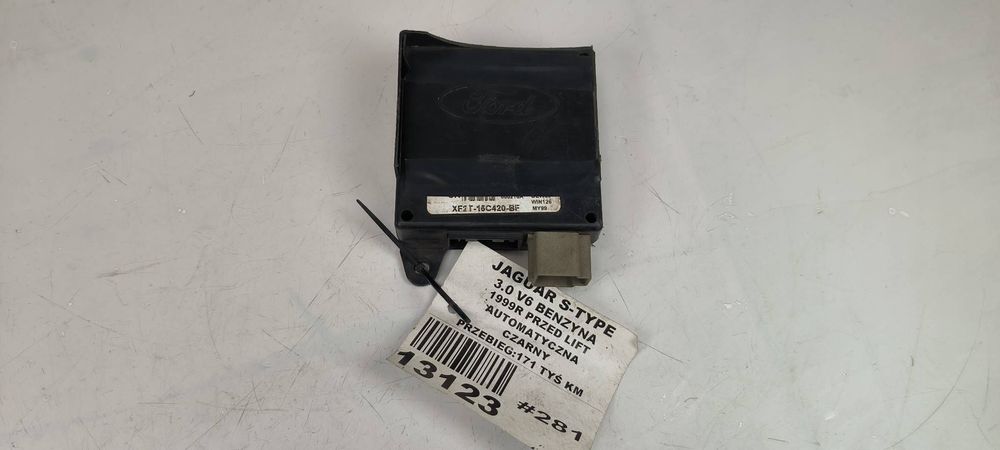 Ford
XF2T-15C420-BF
WIN126
MY99
JAGUAR S-TYPE
3.0 V6 BENZYNA
1999R PRZED LIFT
AUTOMATYCZNA
CZARNY
PRZEBIEG:171 TYŚ KM
13123 #281